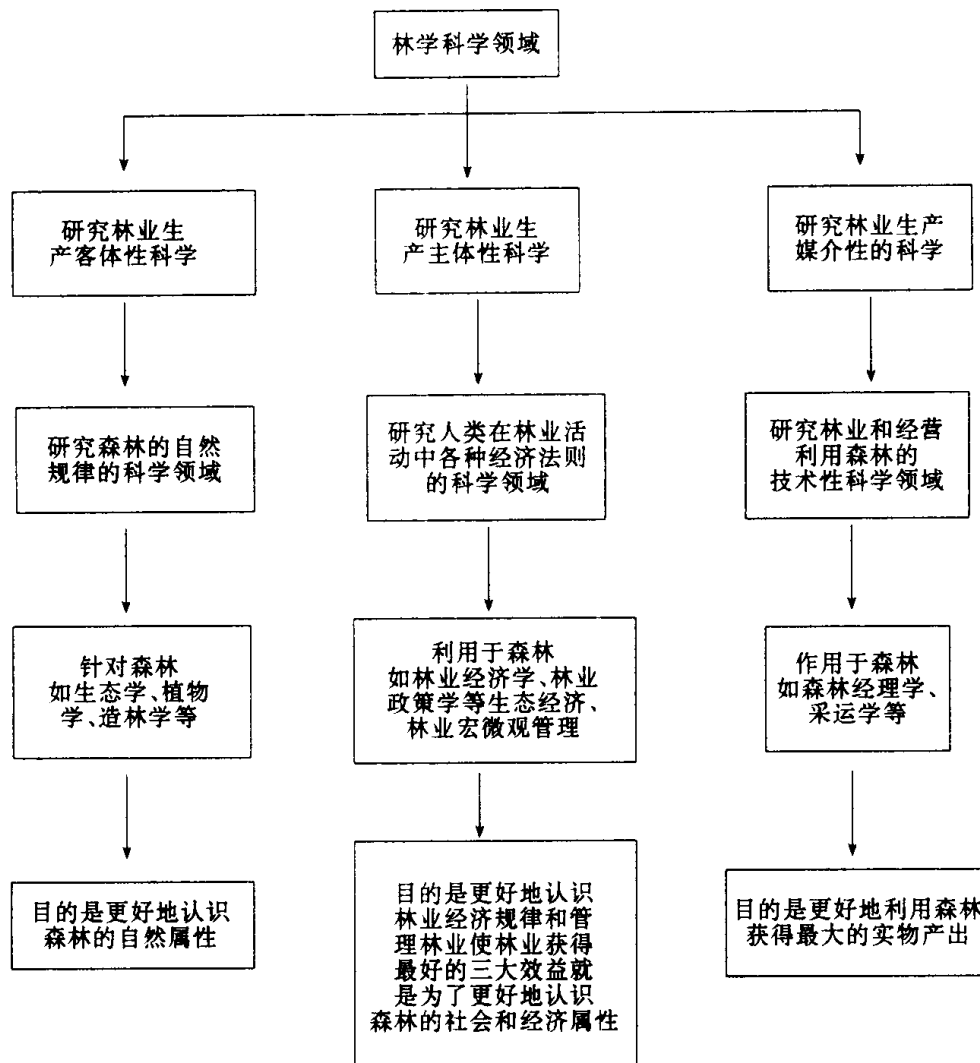 林学科学领域
研究林业生
产客体性科学
研究林业生
产主体性科学
研究林业生产
媒介性的科学
研究森林的自然
规律的科学领域
研究人类在林业活
动中各种经济法则
的科学领域
研究林业和经营
利用森林的
技术性科学领域
针对森林
如生态学、植物
学、造林学等
利用于森林
如林业经济学、林业
政策学等生态经济、
林业宏微观管理
作用于森林
如森林经理学、
采运学等
目的是更好地认识
森林的自然属性
目的是更好地认识
林业经济规律和管
理林业使林业获得
最好的三大效益就
是为了更好地认识
森林的社会和经济属性
目的是更好地利用森林
获得最大的实物产出